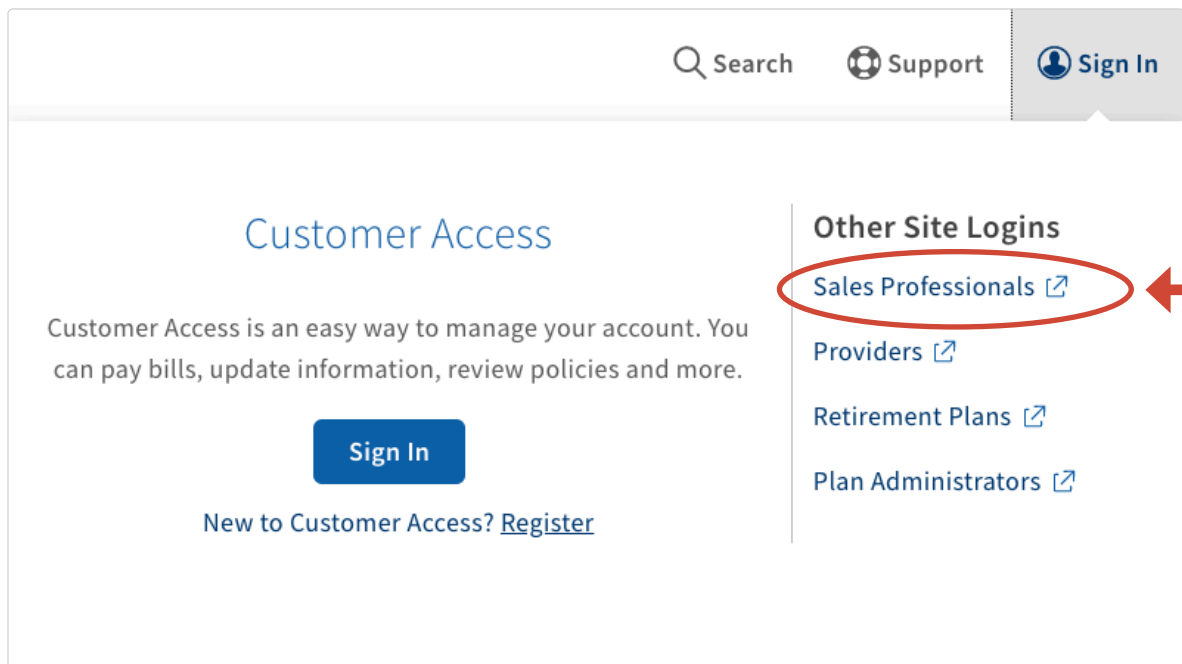 Search Support Sign In
Customer Access
Customer Access is an easy way to manage your account. You
can pay bills, update information, review policies and more.
Sign In
New to Customer Access? Register
Other Site Logins
Sales Professionals
Providers
Retirement Plans
Plan Administrators